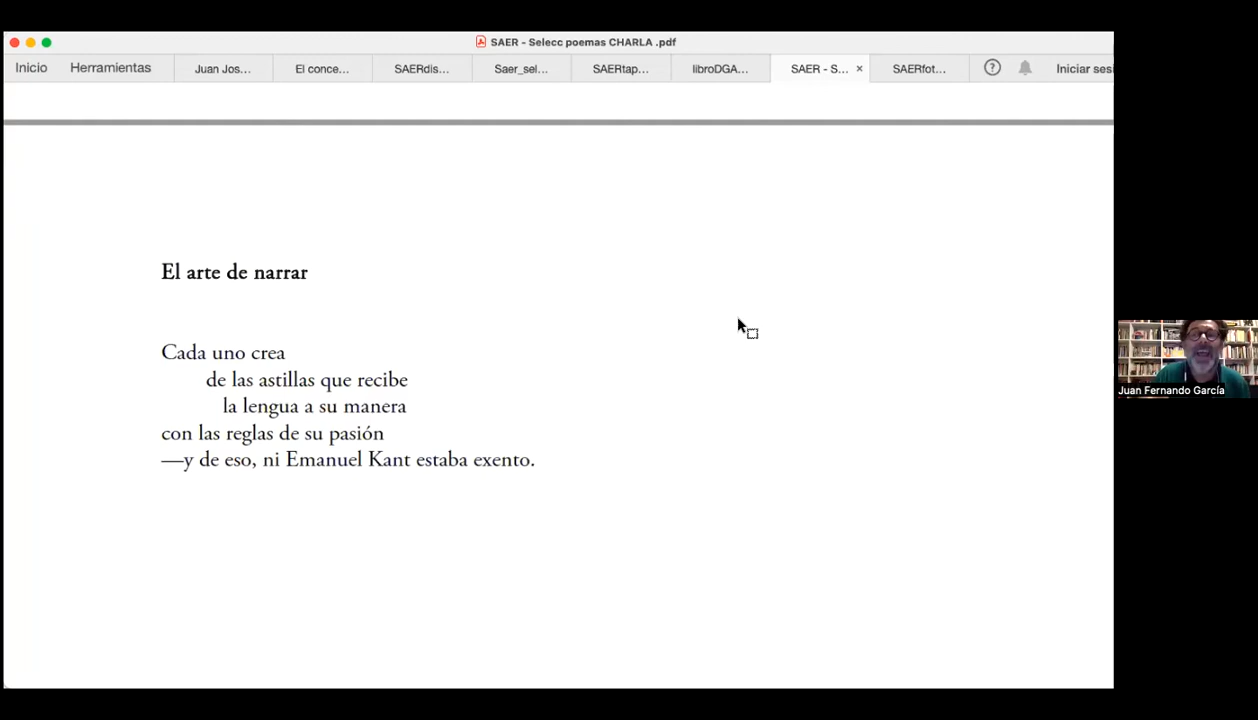 SAER - Selecc poemas CHARLA .pdf
Inicio Herramientas Juan Jos... El conce... SAERdis... Saer_sel... SAERtap... libroDGA... SAER - S... × SAERfot... ? Iniciar sesi
El arte de narrar
Cada uno crea
de las astillas que recibe
la lengua a su manera
con las reglas de su pasión
—y de eso, ni Emanuel Kant estaba exento.
Juan Fernando García